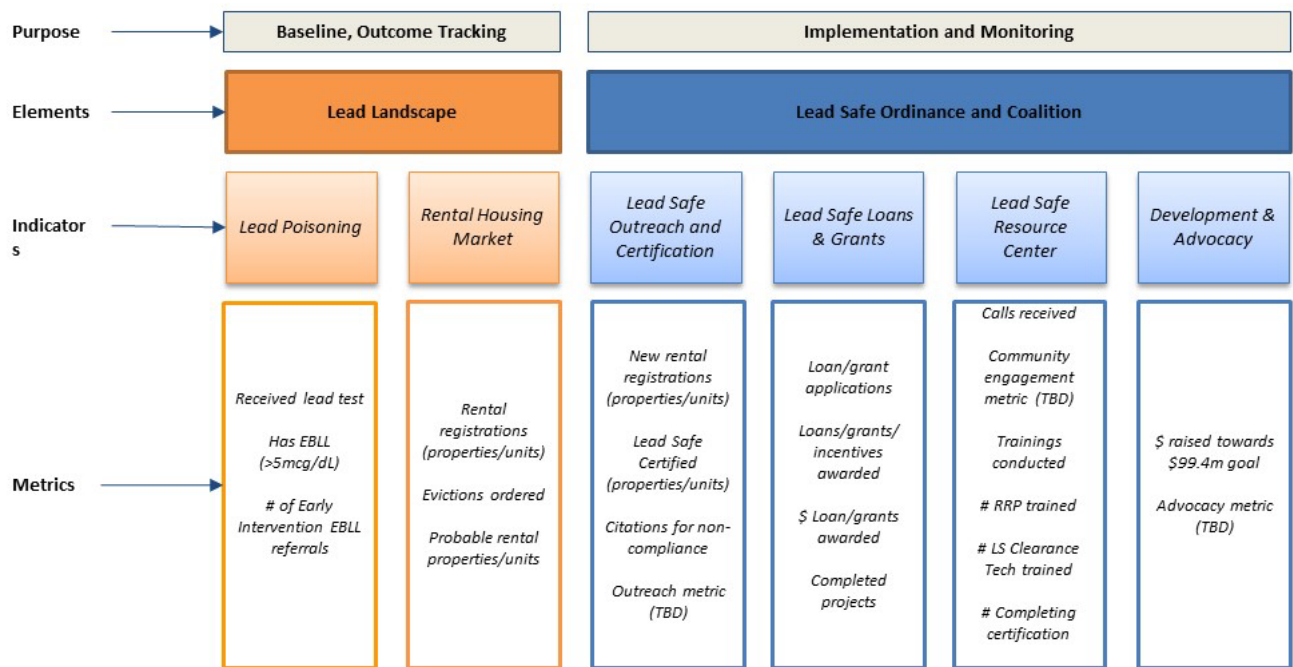 Purpose
Baseline, Outcome Tracking
Implementation and Monitoring
Elements
Lead Landscape
Lead Safe Ordinance and Coalition
Indicator
s
Lead Poisoning
Rental Housing
Market
Lead Safe
Outreach and
Certification
Lead Safe Loans
& Grants
Lead Safe
Resource
Center
Development &
Advocacy
Metrics
Received lead test
Has EBLL
(>5mcg/dL)
# of Early
Intervention EBLL
referrals
Rental
registrations
(properties/units)
Evictions ordered
Probable rental
properties/units
New rental
registrations
(properties/units)
Lead Safe
Certified
(properties/units)
Citations for non-
compliance
Outreach metric
(TBD)
Loan/grant
applications
Loans/grants/
incentives
awarded
$ Loan/grants
awarded
Completed
projects
Calls received
Community
engagement
metric (TBD)
Trainings
conducted
# RRP trained
# LS Clearance
Tech trained
# Completing
certification
$ raised towards
$99.4m goal
Advocacy metric
(TBD)